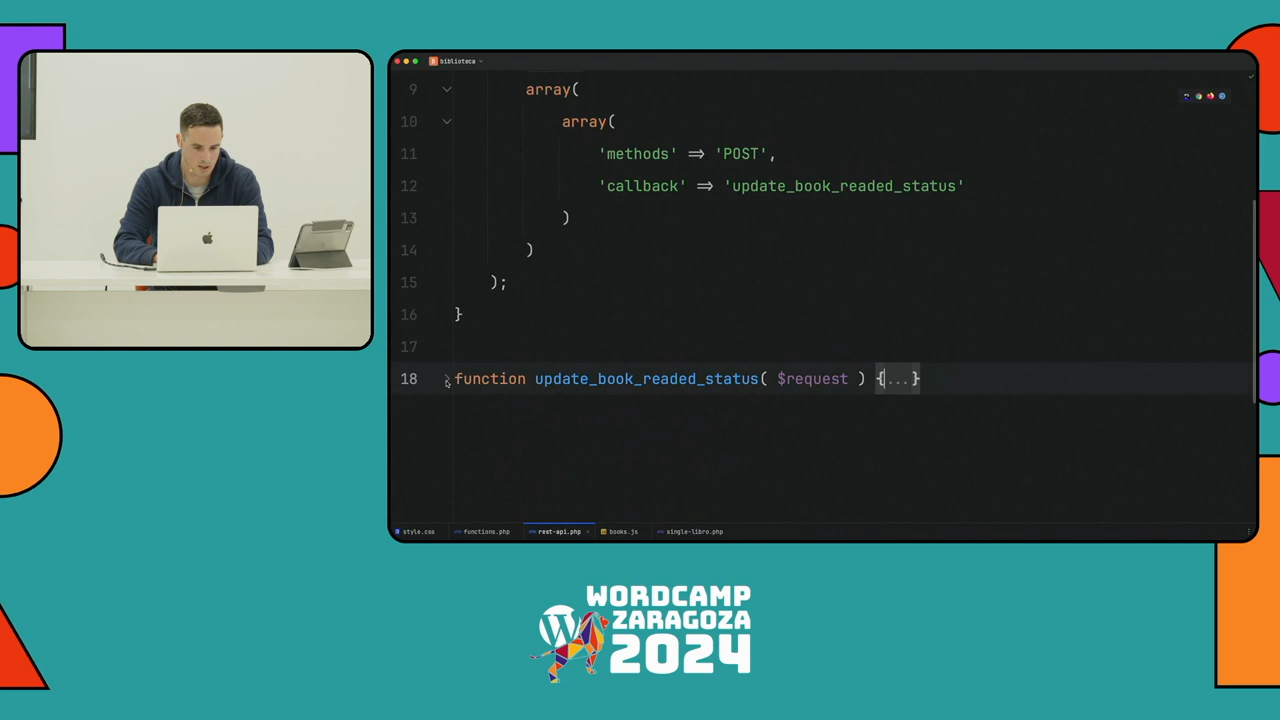 biblioteca
9 array(
10 array(
11 'methods' => 'POST',
12 'callback' => 'update_book_readed_status'
13 )
14 )
15 );
16 }
17
18 function update_book_readed_status( $request ) {...}
style.css functions.php rest-api.php books.js single-libro.php
WORDCAMP
ZARAGOZA
2024